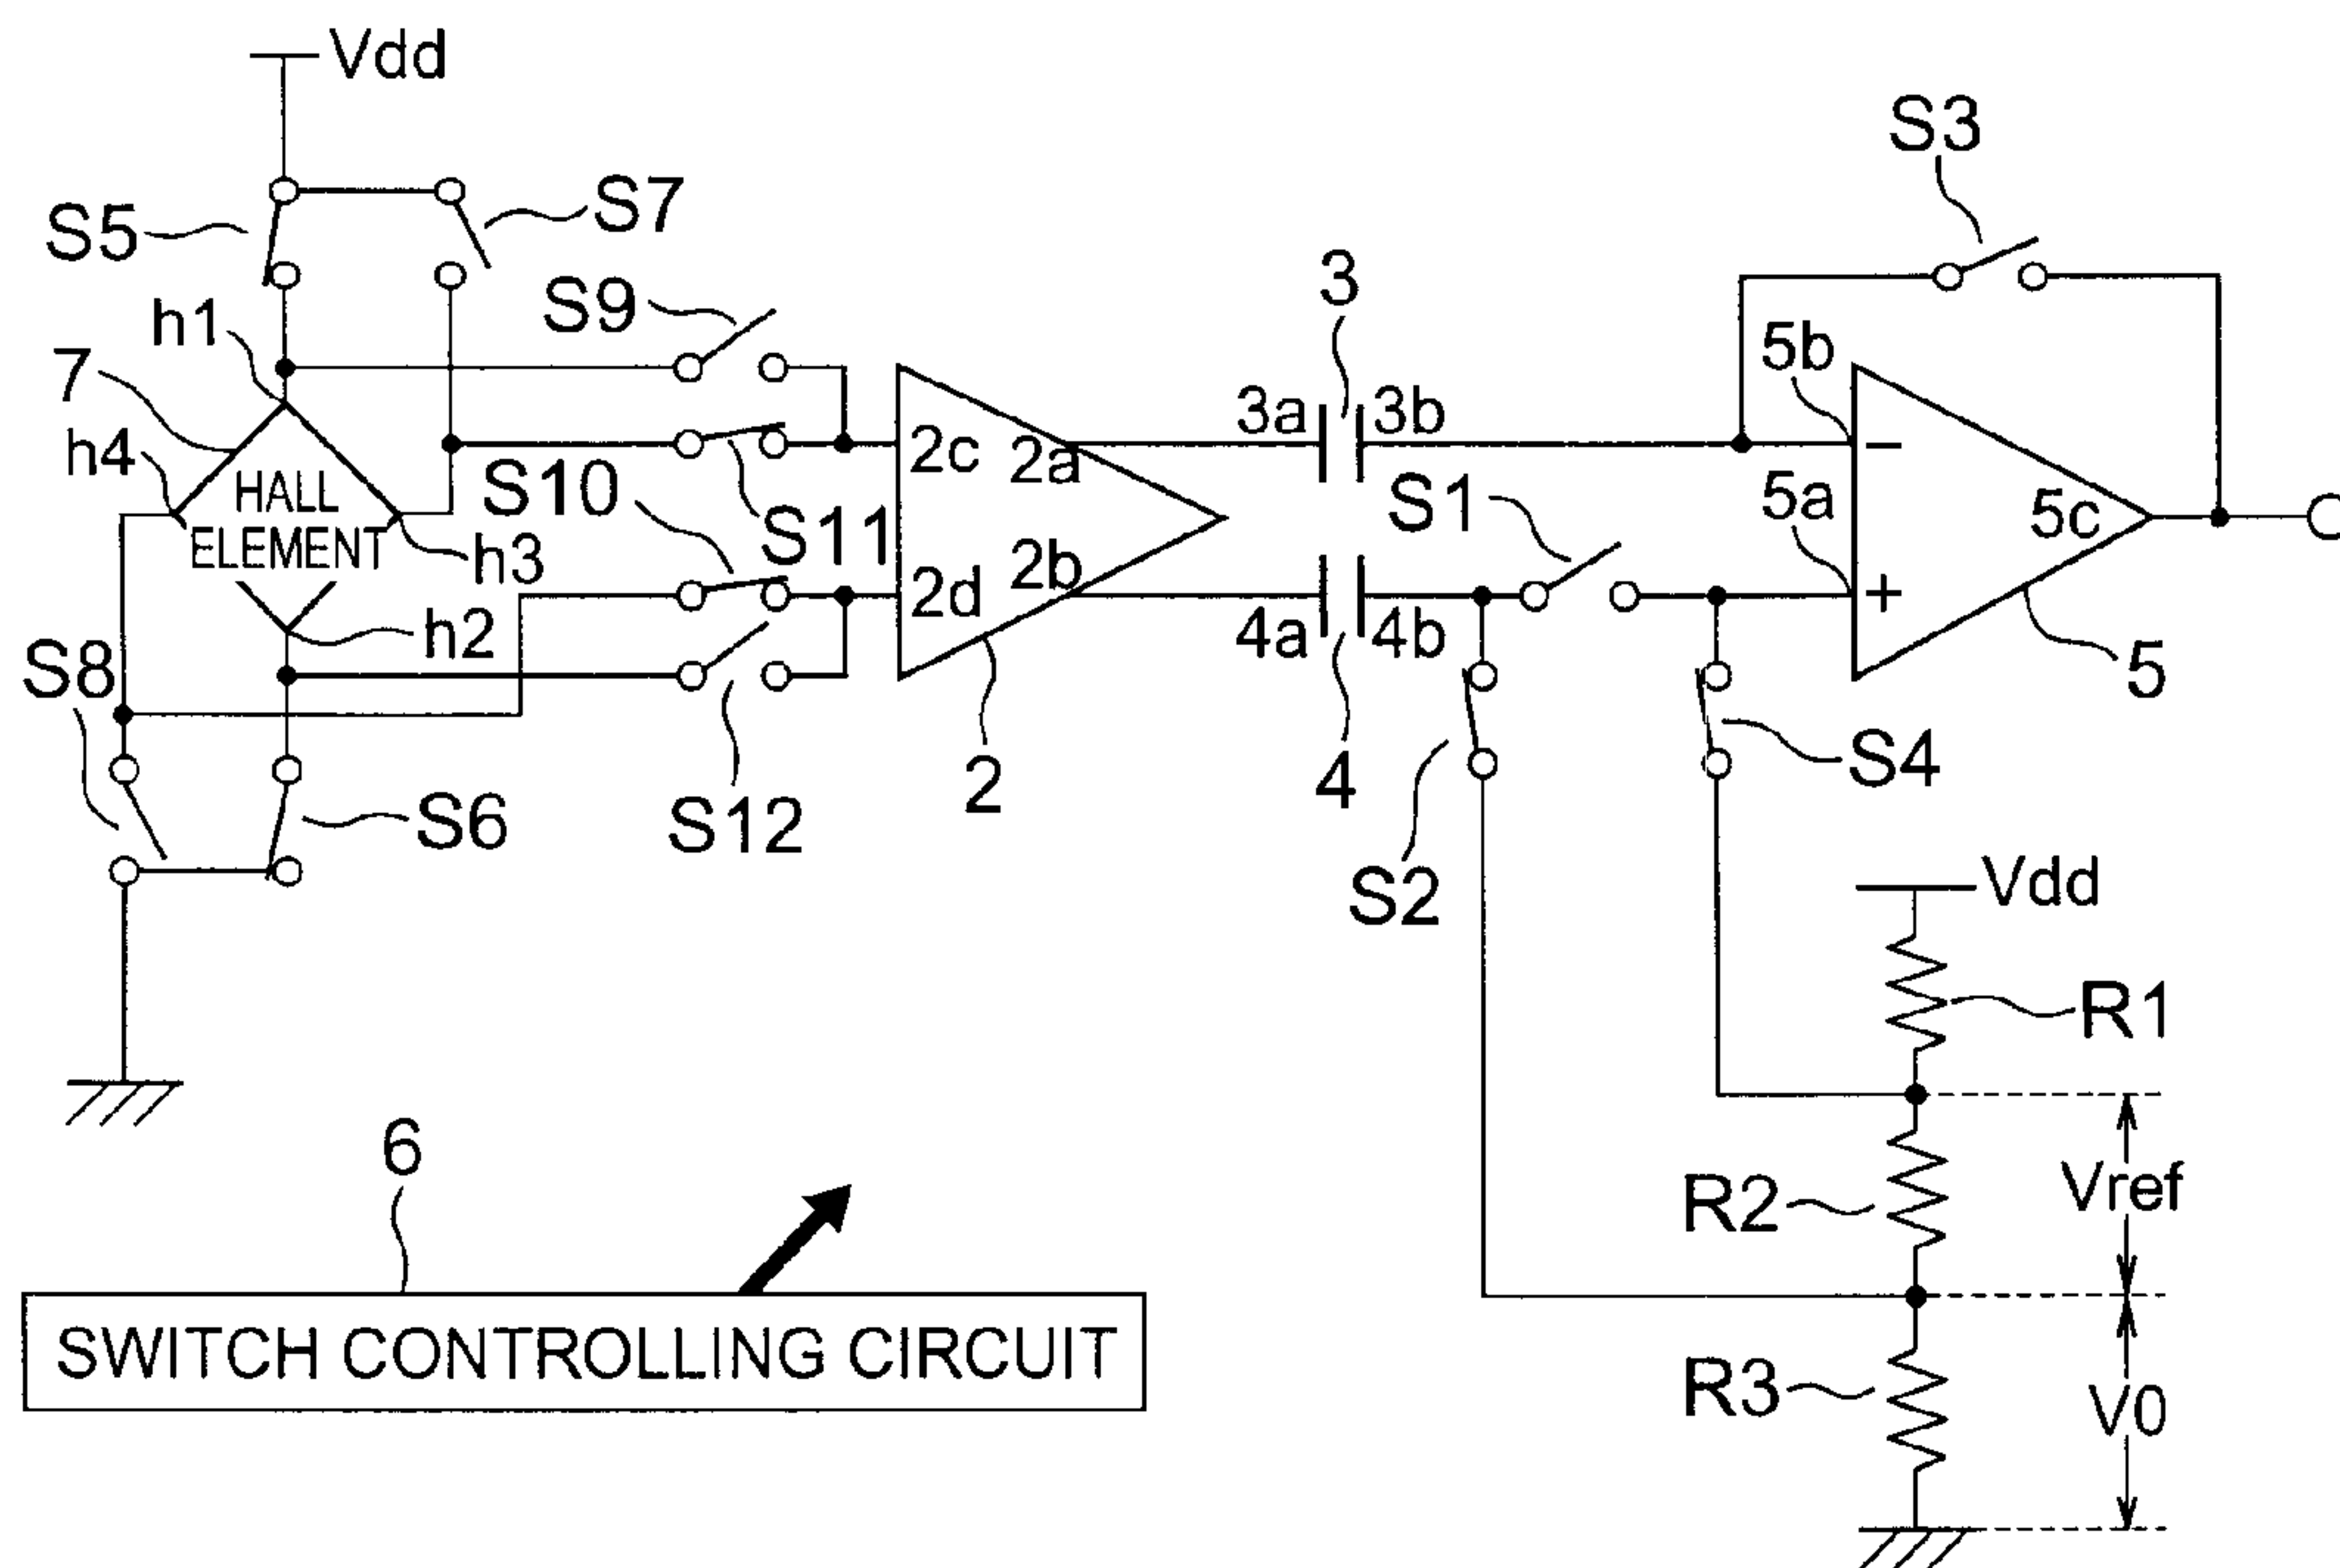 Vdd
S3
S5
S7
S9
h1
3
7
5b
3a
3b
h4
2c
2a
HALL
ELEMENT
S10
S11
S1
5a
5c
h3
2d
2b
h2
4a
4b
S8
5
S4
2
4
S6
S12
S2
Vdd
R1
6
R2
Vref
SWITCH CONTROLLING CIRCUIT
R3
V0